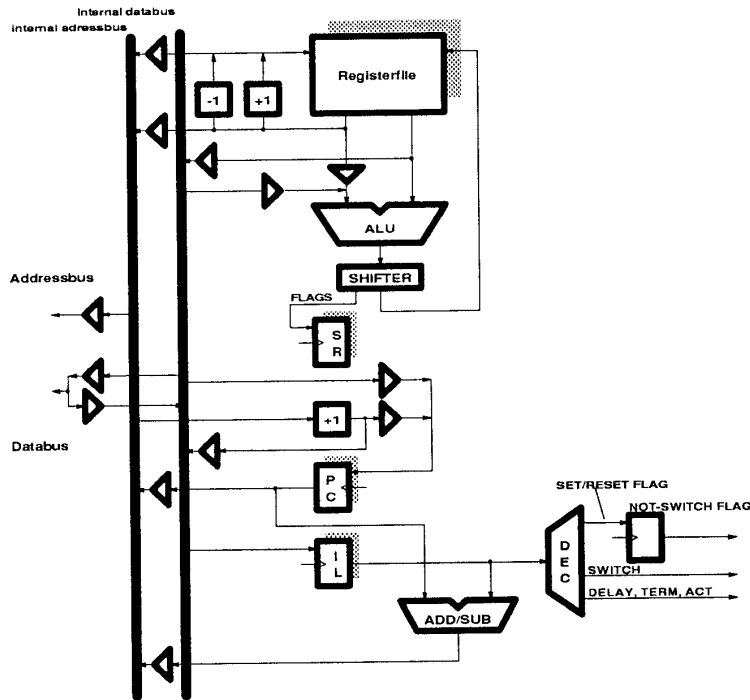 Internal databus
internal adressbus
Registerfile
-1
+1
ALU
SHIFTER
Addressbus
FLAGS
S
R
+1
Databus
P
C
SET/RESET FLAG
NOT-SWITCH FLAG
I
L
D
E
C
SWITCH
DELAY, TERM, ACT
ADD/SUB